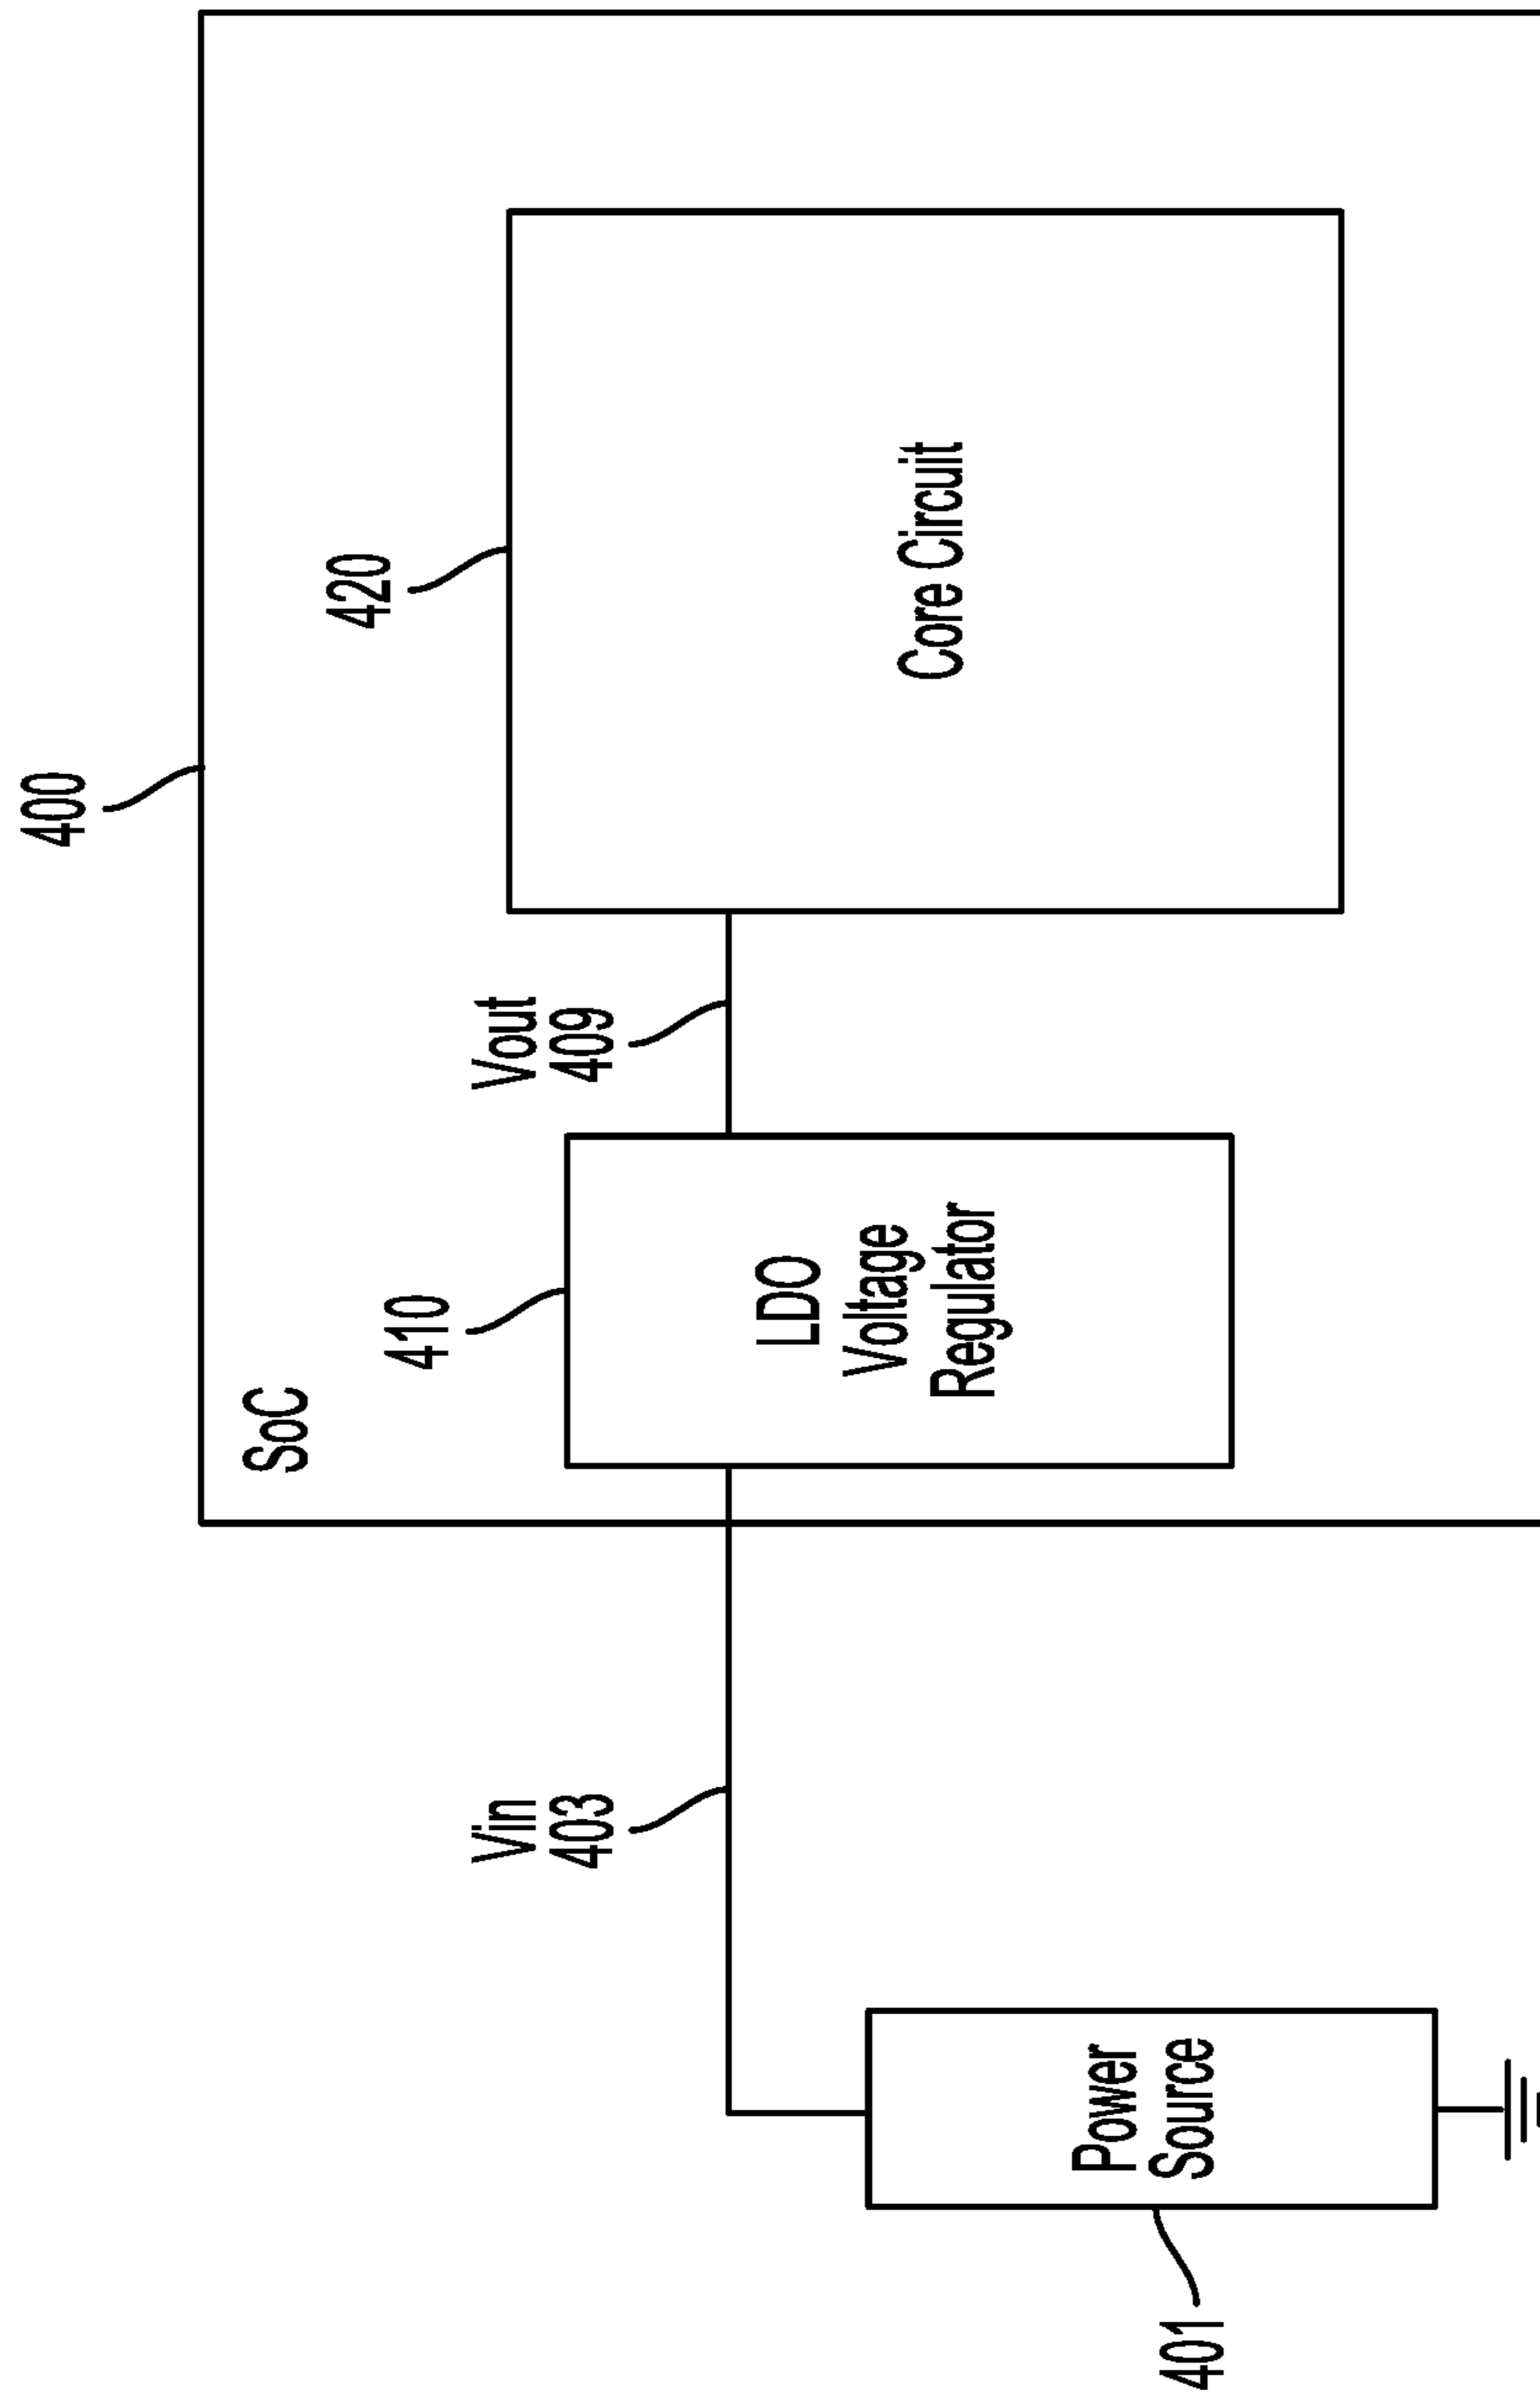 400
SoC
420
Vin
403
Vout
409
410
LDO
Voltage
Regulator
Core Circuit
Power
Source
401